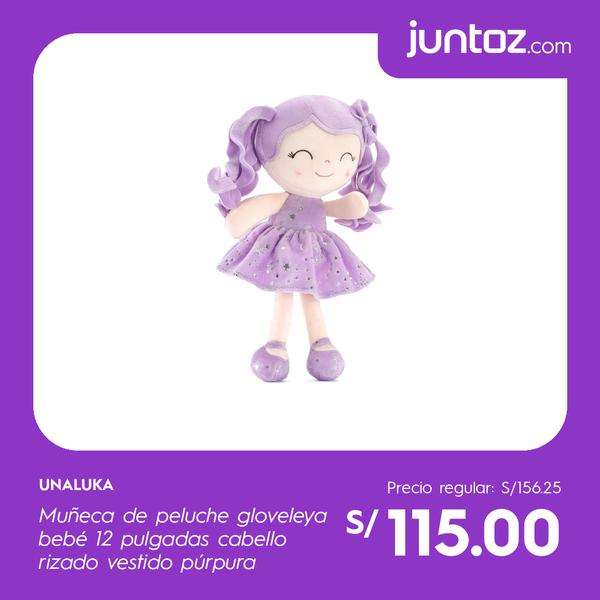 juntoz.com
UNALUKA
Muñeca de peluche gloveleya
bebé 12 pulgadas cabello
rizado vestido púrpura
Precio regular: S/156.25
S/115.00